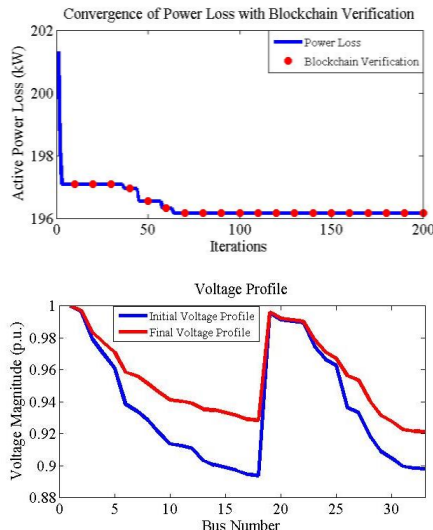 Convergence of Power Loss with Blockchain Verification
202
200
198
196
0
50
100
150
200
Active Power Loss (kW)
Iterations
Power Loss
Blockchain Verification
Voltage Profile
1
0.98
0.96
0.94
0.92
0.9
0.88
0
5
10
15
20
25
30
Voltage Magnitude (p.u.)
Bus Number
Initial Voltage Profile
Final Voltage Profile